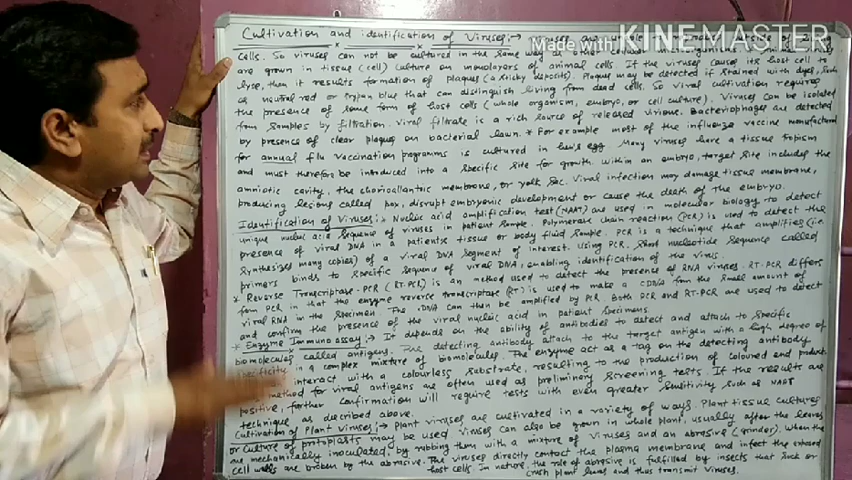 Made with KINEMASTER
Cultivation and identification of Viruses:→ Viruses are
cells. So viruses can not be cultured in the same way as other cellular microorganisms.
are grown in tissue (cell) culture on monolayers of animal cells. If the viruses cause its host cell to
lyse, then it results formation of plaques (a sticky deposits). Plaques may be detected if stained with dyes, such
as neutral red or trypan blue that can distinguish living from dead cells. So viral cultivation requires
the presence of some form of host cells (whole organism, embryo, or cell culture). Viruses can be isolated
from samples by filtration. Viral filtrate is a rich source of released virions. Bacteriophages are detected
by presence of clear plaques on bacterial lawn. * For example most of the influenza vaccine manufactured
for annual flu vaccination programms is cultured in hen's egg. Many viruses have a tissue tropism
and must therefore be introduced into a specific site for growth. Within an embryo, target site includes the
amniotic cavity, the chorioallantoic membrane, or yolk sac. Viral infection may damage tissue membrane,
producing lesions called pox, disrupt embryonic development or cause the death of the embryo.
Identification of Viruses:→ Nucleic acid amplification test (NAAT) are used in molecular biology to detect
unique nucleic acid sequence of viruses in patient sample. Polymerase chain reaction (PCR) is used to detect the
presence of viral DNA in a patient's tissue or body fluid sample. PCR is a technique that amplifies (i.e.
synthesizes many copies) of a viral DNA segment of interest. Using PCR, short nucleotide sequence called
primers binds to specific sequence of viral DNA, enabling identification of the virus.
* Reverse Transcriptase-PCR (RT-PCR) is an method used to detect the presence of RNA viruses. RT-PCR differs
from PCR in that the enzyme reverse transcriptase (RT) is used to make a cDNA from the small amount of
viral RNA in the specimen. The cDNA can then be amplified by PCR. Both PCR and RT-PCR are used to detect
and confirm the presence of the viral nucleic acid in patient specimens.
* Enzyme Immunoassay:→ It depends on the ability of antibodies to detect and attach to specific
biomolecules called antigens. The detecting antibody attach to the target antigen with a high degree of
specificity in a complex mixture of biomolecules. The enzyme act as a tag on the detecting antibody
interact with a colourless substrate, resulting to the production of coloured end product.
method for viral antigens are often used as preliminary screening tests. If the results are
positive, further confirmation will require tests with even greater sensitivity such as NAAT
technique as described above.
Cultivation of Plant viruses:→ Plant viruses are cultivated in a variety of ways. Plant tissue cultures
or culture of protoplasts may be used. Viruses can also be grown in whole plant, usually after the leaves
are mechanically inoculated, by rubbing them with a mixture of viruses and an abrasive (grinder). When the
cell walls are broken by the abrasive. The viruses directly contact the plasma membrane and infect the exposed
host cells. In nature, the role of abrasive is fulfilled by insects that suck or
crush plant leaves and thus transmit viruses.